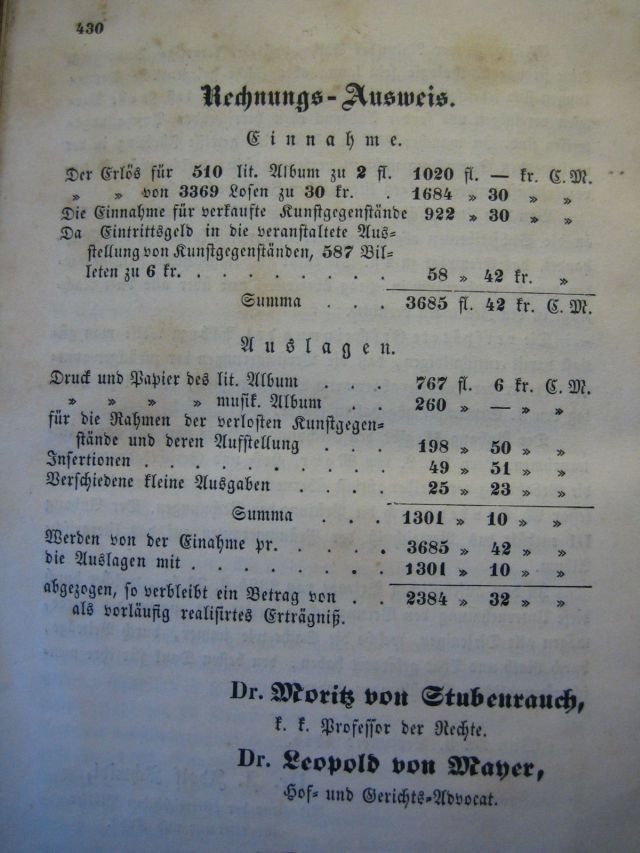 430
Rechnungs-Ausweis.
Einnahme.
Der Erlös für 510 lit. Album zu 2 fl. 1020 fl. — kr. C. M.
„ „ von 3369 Losen zu 30 kr. . 1684 „ 30 „ „
Die Einnahme für verkaufte Kunstgegenstände 922 „ 30 „ „
Da Eintrittsgeld in die veranstaltete Aus-
stellung von Kunstgegenständen, 587 Bil-
leten zu 6 kr. . . . . . . . . 58 „ 42 kr. „
Summa . . . 3685 fl. 42 kr. C. M.
Auslagen.
Druck und Papier des lit. Album . . . 767 fl. 6 kr. C. M.
„ „ „ „ musik. Album . . 260 „ — „ „
für die Rahmen der verlosten Kunstgegen-
stände und deren Aufstellung . . . 198 „ 50 „ „
Insertionen . . . . . . . . . 49 „ 51 „ „
Verschiedene kleine Ausgaben . . . . 25 „ 23 „ „
Summa . . . 1301 „ 10 „ „
Werden von der Einahme pr. . . . . . 3685 „ 42 „ „
die Auslagen mit . . . . . . . . 1301 „ 10 „ „
abgezogen, so verbleibt ein Betrag von . . 2384 „ 32 „ „
als vorläufig realisirtes Erträgniß.
Dr. Moritz von Stubenrauch,
k. k. Professor der Rechte.
Dr. Leopold von Mayer,
Hof- und Gerichts-Advocat.